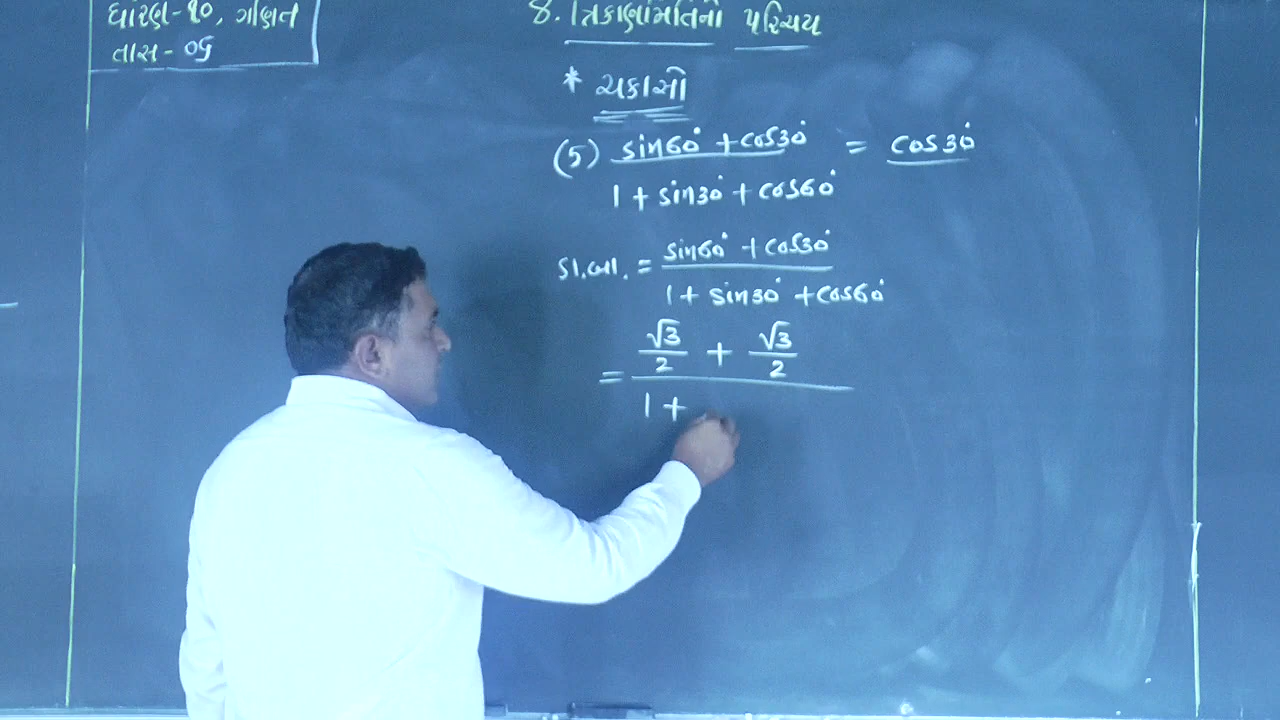 ધોરણ-૧૦, ગણિત
તાસ - ૦૬
8. ત્રિકોણમિતિનો પરિચય
* ચકાસો
(5) sin60° + cos30° = cos30°
1 + sin30° + cos60°
ડા.બા. = sin60° + cos30°
1 + sin30° + cos60°
= √3/2 + √3/2
1 +